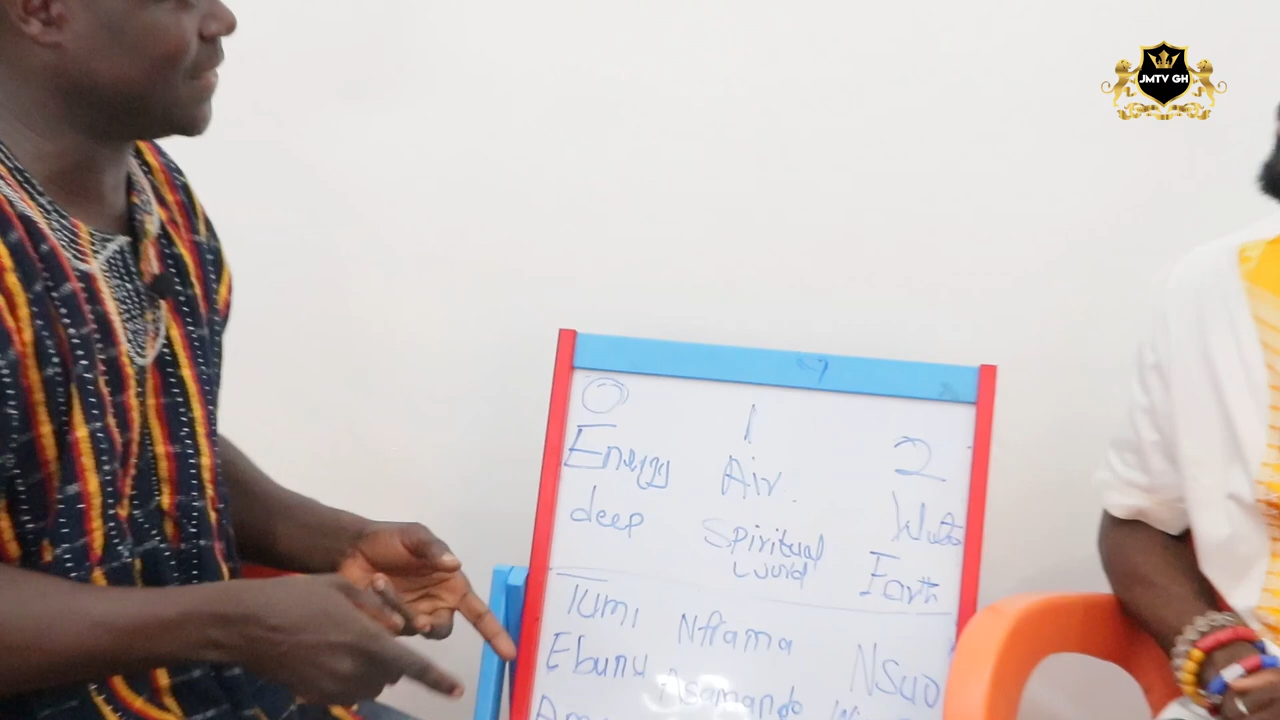 JMTV GH
0 1 2
Energy Air Water
deep Spiritual Earth
world
Tumi Nframa Nsuo
Ebunu Asamando